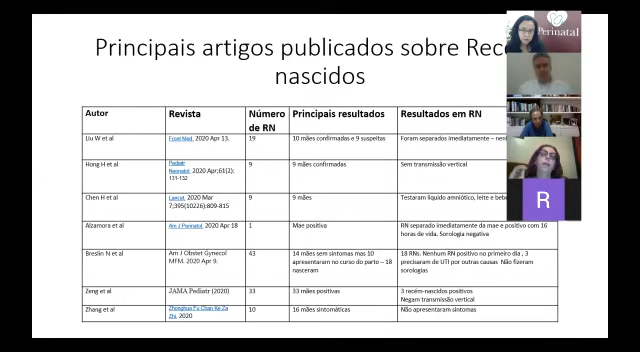 Principais artigos publicados sobre Rece
nascidos
Perinatal
Autor Revista Número de RN Principais resultados Resultados em RN
Liu W et al Front Med. 2020 Apr 13. 19 10 mães confirmadas e 9 suspeitas Foram separados imediatamente –
Hong H et al Pediatr Neonatol. 2020 Apr;61(2): 131-132 9 9 mães confirmadas Sem transmissão vertical
Chen H et al Lancet. 2020 Mar 7;395(10226):809-815 9 9 mães Testaram líquido amniótico, leite e
Alzamora et al Am J Perinatol. 2020 Apr 18 1 Mae positiva RN separado imediatamente da mae e positivo com 16 horas de vida. Sorologia negativa
Breslin N et al Am J Obstet Gynecol MFM. 2020 Apr 9. 43 14 mães sem sintomas mas 10 apresentaram no curso do parto – 18 nasceram 18 RNs. Nenhum RN positivo no primeiro dia , 3 precisaram de UTI por outras causas Não fizeram sorologias
Zeng et al JAMA Pediatr (2020) 33 33 mães positivas 3 recém-nascidos positivos. Negam transmissão vertical
Zhang et al Zhonghua Fu Chan Ke Za Zhi, 2020 10 16 mães sintomáticas Não apresentaram sintomas
R